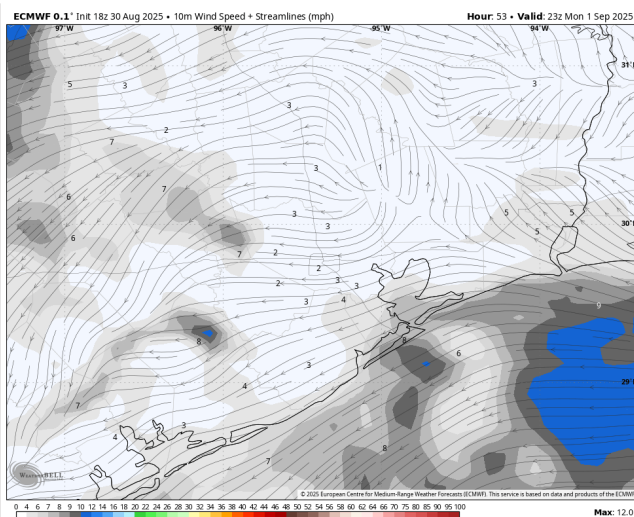 ECMWF 0.1° Init 18z 30 Aug 2025 • 10m Wind Speed + Streamlines (mph)
Hour: 53 • Valid: 23z Mon 1 Sep 2025
97°W 96°W 95°W 94°W
31°
5 3 3
3
2
7
3 1
7
6
3 5 5
30°
3 5
6
7 2
2
2 3 3
3 4
9
8 8
6
3 29°
4
7
3
4
8
7
WEATHERBELL
© 2025 European Centre for Medium-Range Weather Forecasts (ECMWF). This service is based on data and products of the ECMWF
0 4 6 7 8 9 10 12 14 16 18 20 22 24 26 28 30 32 34 36 38 40 42 44 46 48 50 52 54 56 58 60 62 64 66 80 85 90 95 100
Max: 12.0